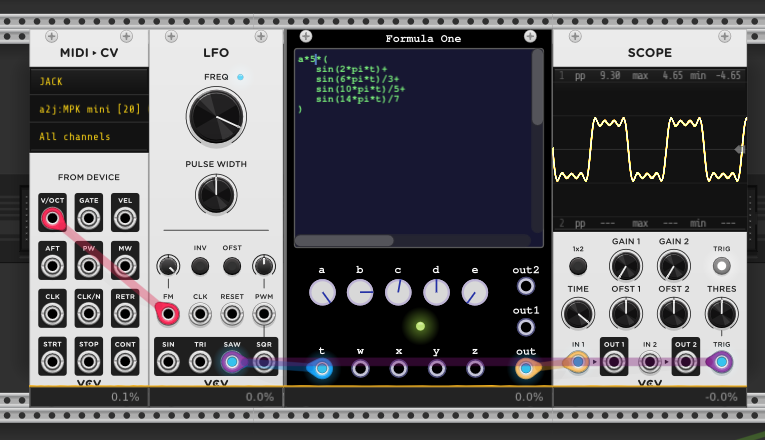 MIDI ▸ CV
JACK
a2j:MPK mini [20]
All channels
FROM DEVICE
V/OCT GATE VEL
AFT PW MW
CLK CLK/N RETR
STRT STOP CONT
VCV
0.1%
LFO
FREQ
PULSE WIDTH
INV OFST
FM CLK RESET PWM
SIN TRI SAW SQR
VCV
0.0%
Formula One
a*5*(
sin(2*pi*t)+
sin(6*pi*t)/3+
sin(10*pi*t)/5+
sin(14*pi*t)/7
)
a b c d e out2
out1
t w x y z out
0.0%
SCOPE
1 pp 9.30 max 4.65 min -4.65
2 pp --- max --- min ---
1x2 GAIN 1 GAIN 2 TRIG
TIME OFST 1 OFST 2 THRES
IN 1 OUT 1 IN 2 OUT 2 TRIG
VCV
-0.0%